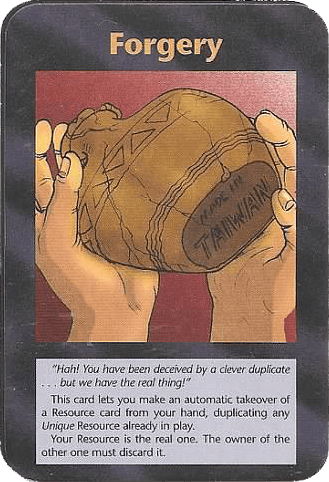 Forgery
MADE IN
TAIWAN
"Hah! You have been deceived by a clever duplicate
. . . but we have the real thing!"
This card lets you make an automatic takeover of
a Resource card from your hand, duplicating any
Unique Resource already in play.
Your Resource is the real one. The owner of the
other one must discard it.